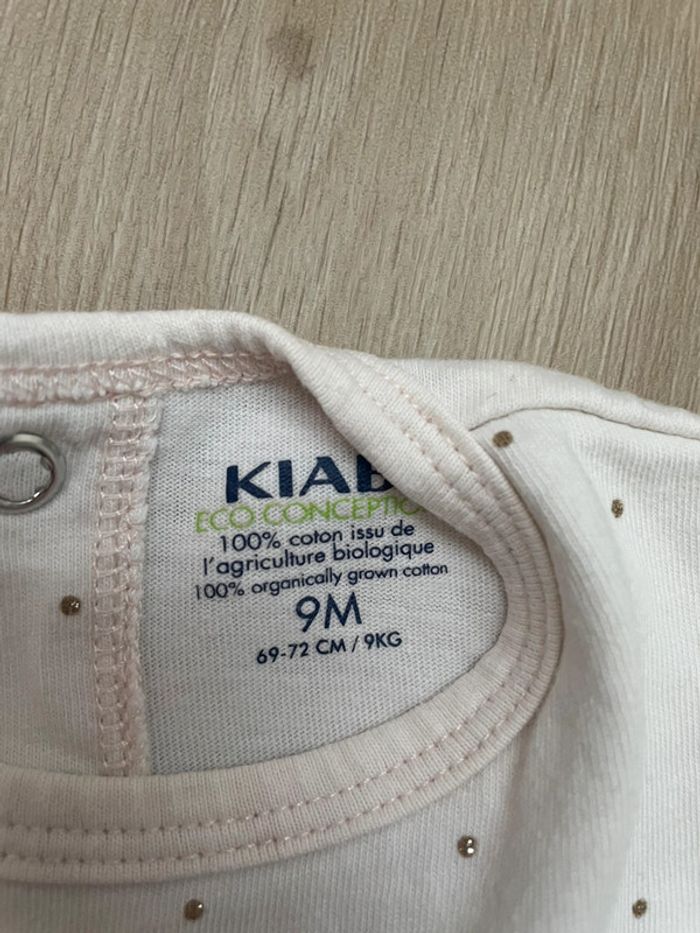 KIAB
ECO CONCEPTIO
100% coton issu de
l'agriculture biologique
100% organically grown cotton
9M
69-72 CM / 9KG